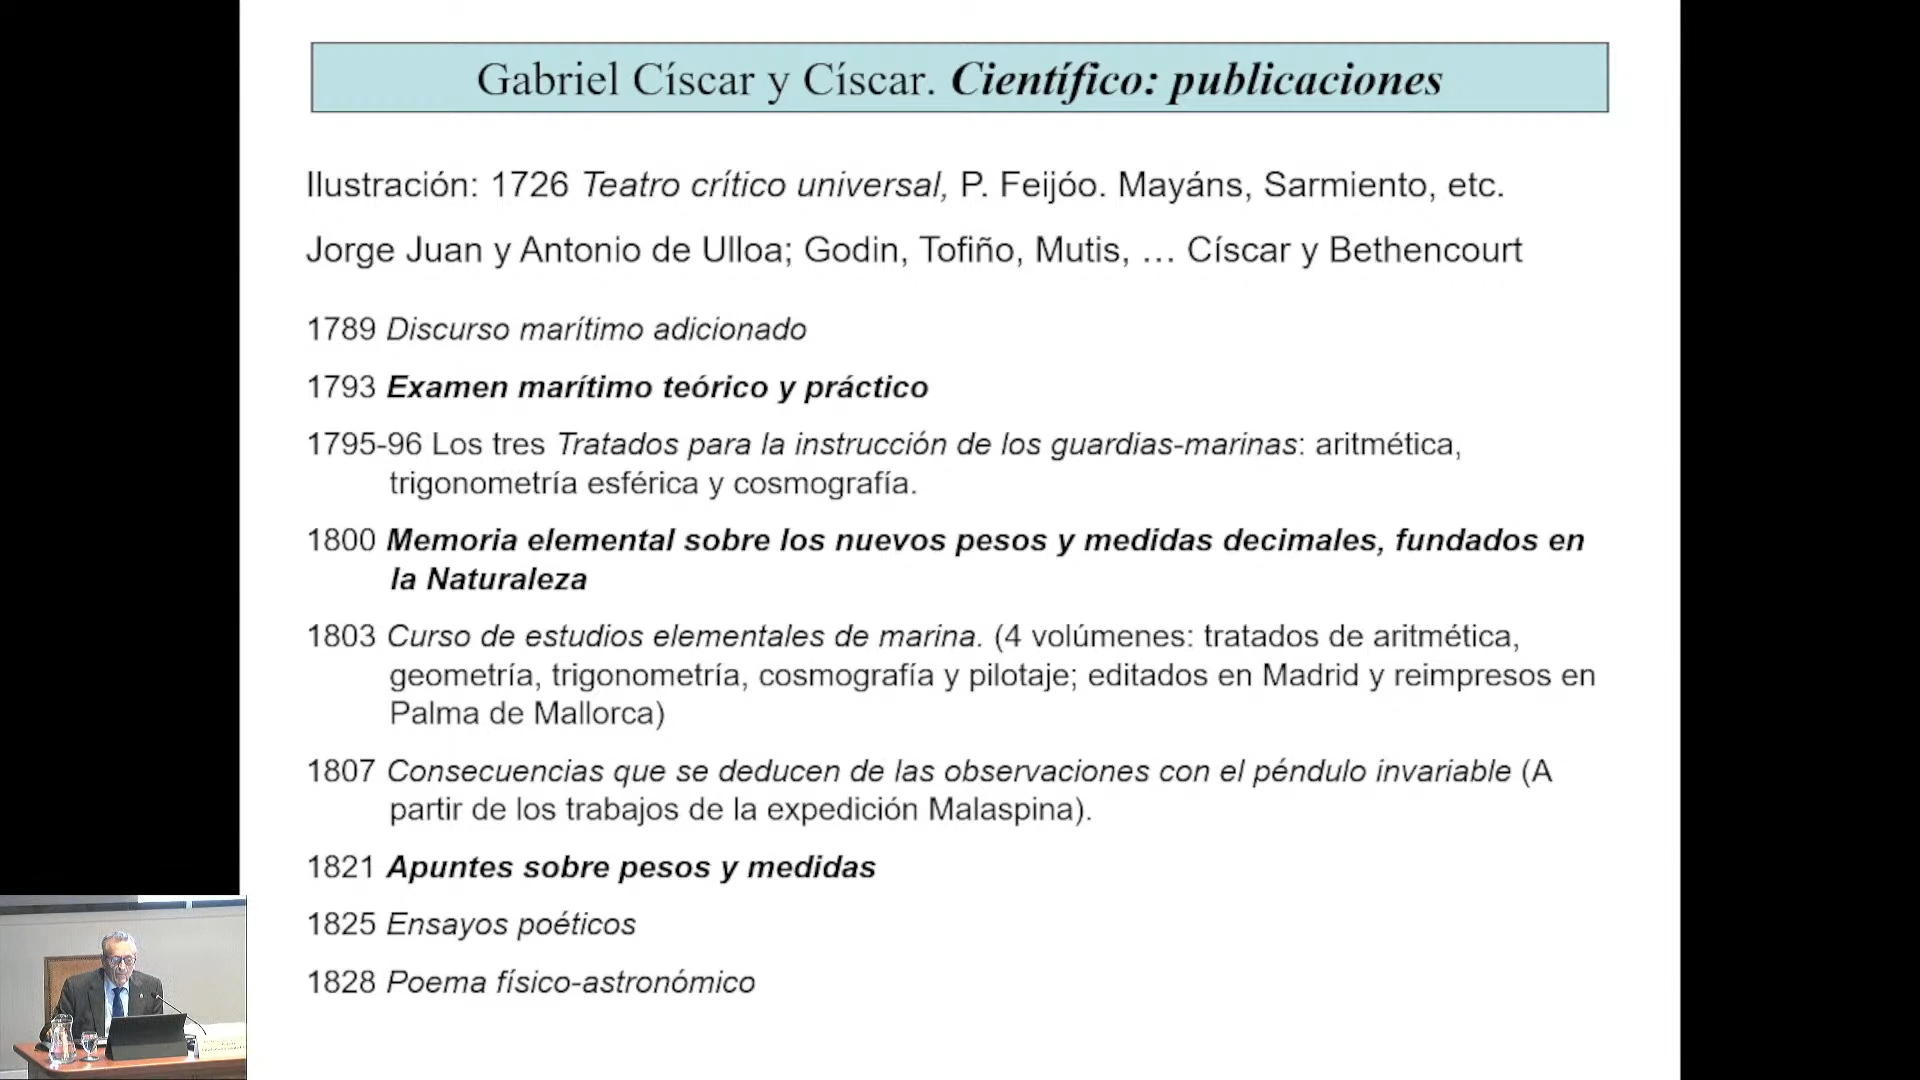 Gabriel Císcar y Císcar. Científico: publicaciones
Ilustración: 1726 Teatro crítico universal, P. Feijóo. Mayáns, Sarmiento, etc.
Jorge Juan y Antonio de Ulloa; Godin, Tofiño, Mutis, … Císcar y Bethencourt
1789 Discurso marítimo adicionado
1793 Examen marítimo teórico y práctico
1795-96 Los tres Tratados para la instrucción de los guardias-marinas: aritmética,
trigonometría esférica y cosmografía.
1800 Memoria elemental sobre los nuevos pesos y medidas decimales, fundados en
la Naturaleza
1803 Curso de estudios elementales de marina. (4 volúmenes: tratados de aritmética,
geometría, trigonometría, cosmografía y pilotaje; editados en Madrid y reimpresos en
Palma de Mallorca)
1807 Consecuencias que se deducen de las observaciones con el péndulo invariable (A
partir de los trabajos de la expedición Malaspina).
1821 Apuntes sobre pesos y medidas
1825 Ensayos poéticos
1828 Poema físico-astronómico